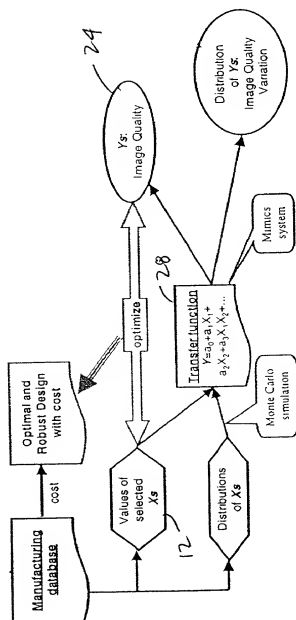 Manufacturing
database
cost
Optimal and
Robust Design
with cost
Values of
selected
Xs
12
optimize
Ys:
Image Quality
24
Distributions
of Xs
Monte Carlo
simulation
Transfer function
Y=a₀+a₁X₁+
a₂X₂+a₃X₁X₂+...
28
Mimics
system
Distribution
of Ys:
Image Quality
Variation